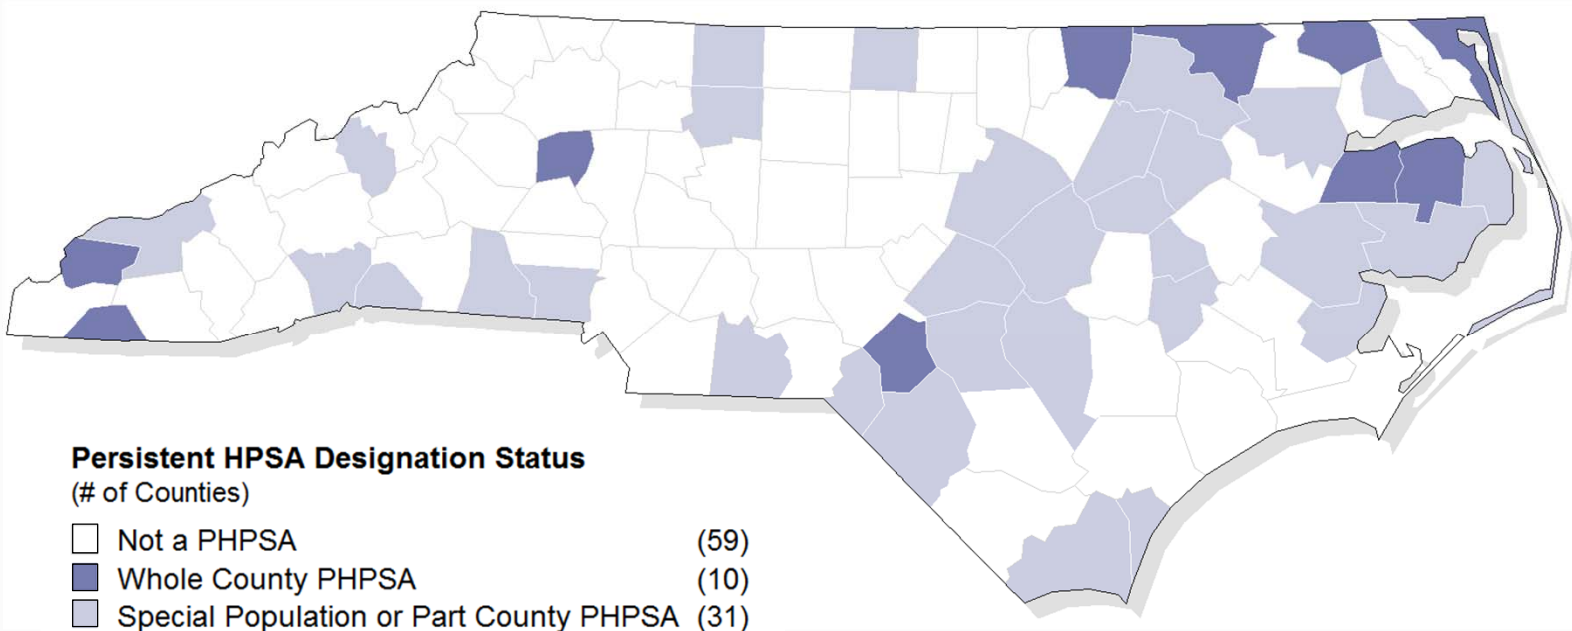 Persistent HPSA Designation Status
(# of Counties)
Not a PHPSA (59)
Whole County PHPSA (10)
Special Population or Part County PHPSA (31)